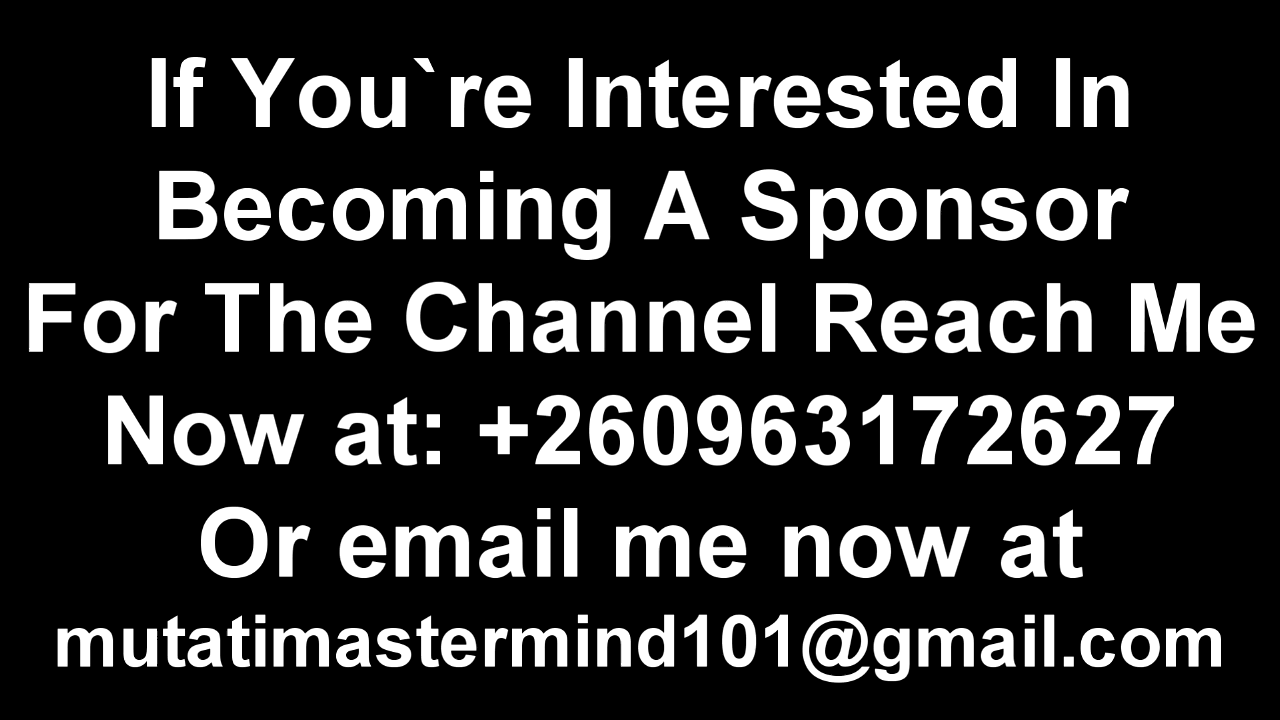 If You`re Interested In
Becoming A Sponsor
For The Channel Reach Me
Now at: +260963172627
Or email me now at
mutatimastermind101@gmail.com